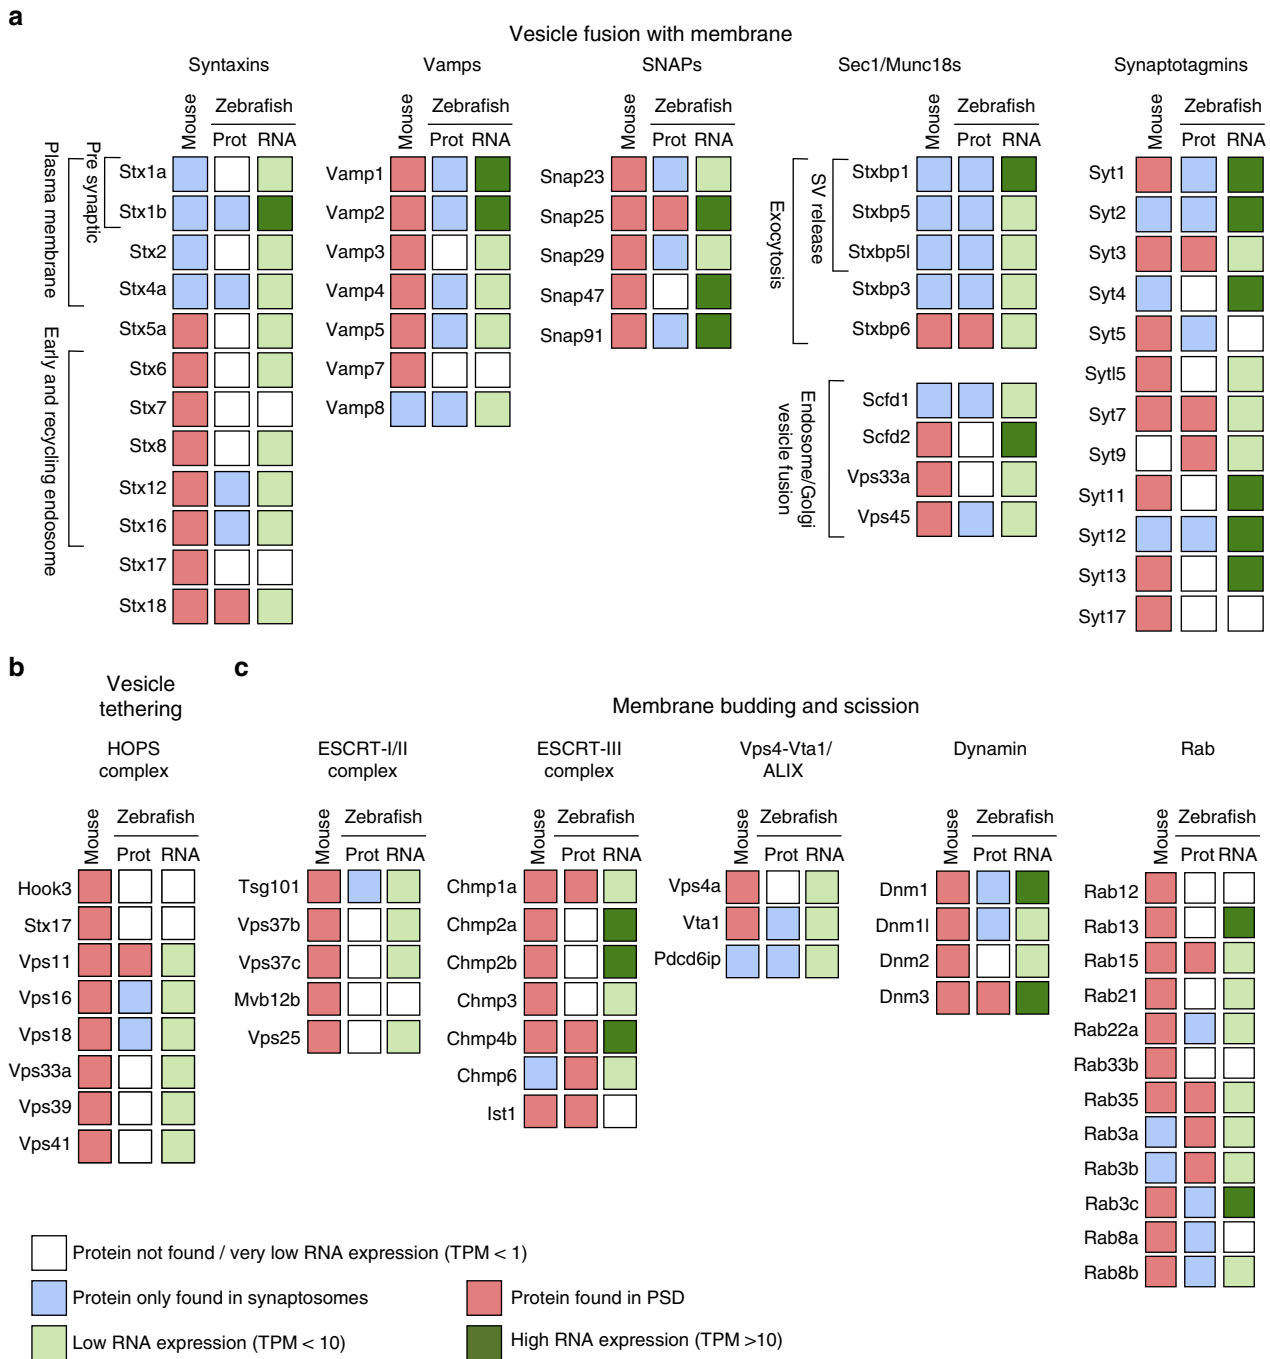 a
Vesicle fusion with membrane
Syntaxins
Vamps
SNAPs
Sec1/Munc18s
Synaptotagmins
Mouse
Zebrafish
Prot RNA
Mouse
Zebrafish
Prot RNA
Mouse
Zebrafish
Prot RNA
Mouse
Zebrafish
Prot RNA
Mouse
Zebrafish
Prot RNA
Plasma membrane
Pre synaptic
Early and recycling endosome
Stx1a
Stx1b
Stx2
Stx4a
Stx5a
Stx6
Stx7
Stx8
Stx12
Stx16
Stx17
Stx18
Vamp1
Vamp2
Vamp3
Vamp4
Vamp5
Vamp7
Vamp8
Snap23
Snap25
Snap29
Snap47
Snap91
Exocytosis
SV release
Stxbp1
Stxbp5
Stxbp5l
Stxbp3
Stxbp6
Endosome/Golgi
vesicle fusion
Scfd1
Scfd2
Vps33a
Vps45
Syt1
Syt2
Syt3
Syt4
Syt5
Sytl5
Syt7
Syt9
Syt11
Syt12
Syt13
Syt17
b
Vesicle
tethering
HOPS
complex
Mouse
Zebrafish
Prot RNA
Hook3
Stx17
Vps11
Vps16
Vps18
Vps33a
Vps39
Vps41
c
Membrane budding and scission
ESCRT-I/II
complex
Mouse
Zebrafish
Prot RNA
Tsg101
Vps37b
Vps37c
Mvb12b
Vps25
ESCRT-III
complex
Mouse
Zebrafish
Prot RNA
Chmp1a
Chmp2a
Chmp2b
Chmp3
Chmp4b
Chmp6
Ist1
Vps4-Vta1/
ALIX
Mouse
Zebrafish
Prot RNA
Vps4a
Vta1
Pdcd6ip
Dynamin
Mouse
Zebrafish
Prot RNA
Dnm1
Dnm1l
Dnm2
Dnm3
Rab
Mouse
Zebrafish
Prot RNA
Rab12
Rab13
Rab15
Rab21
Rab22a
Rab33b
Rab35
Rab3a
Rab3b
Rab3c
Rab8a
Rab8b
Protein not found / very low RNA expression (TPM < 1)
Protein only found in synaptosomes
Protein found in PSD
Low RNA expression (TPM < 10)
High RNA expression (TPM >10)